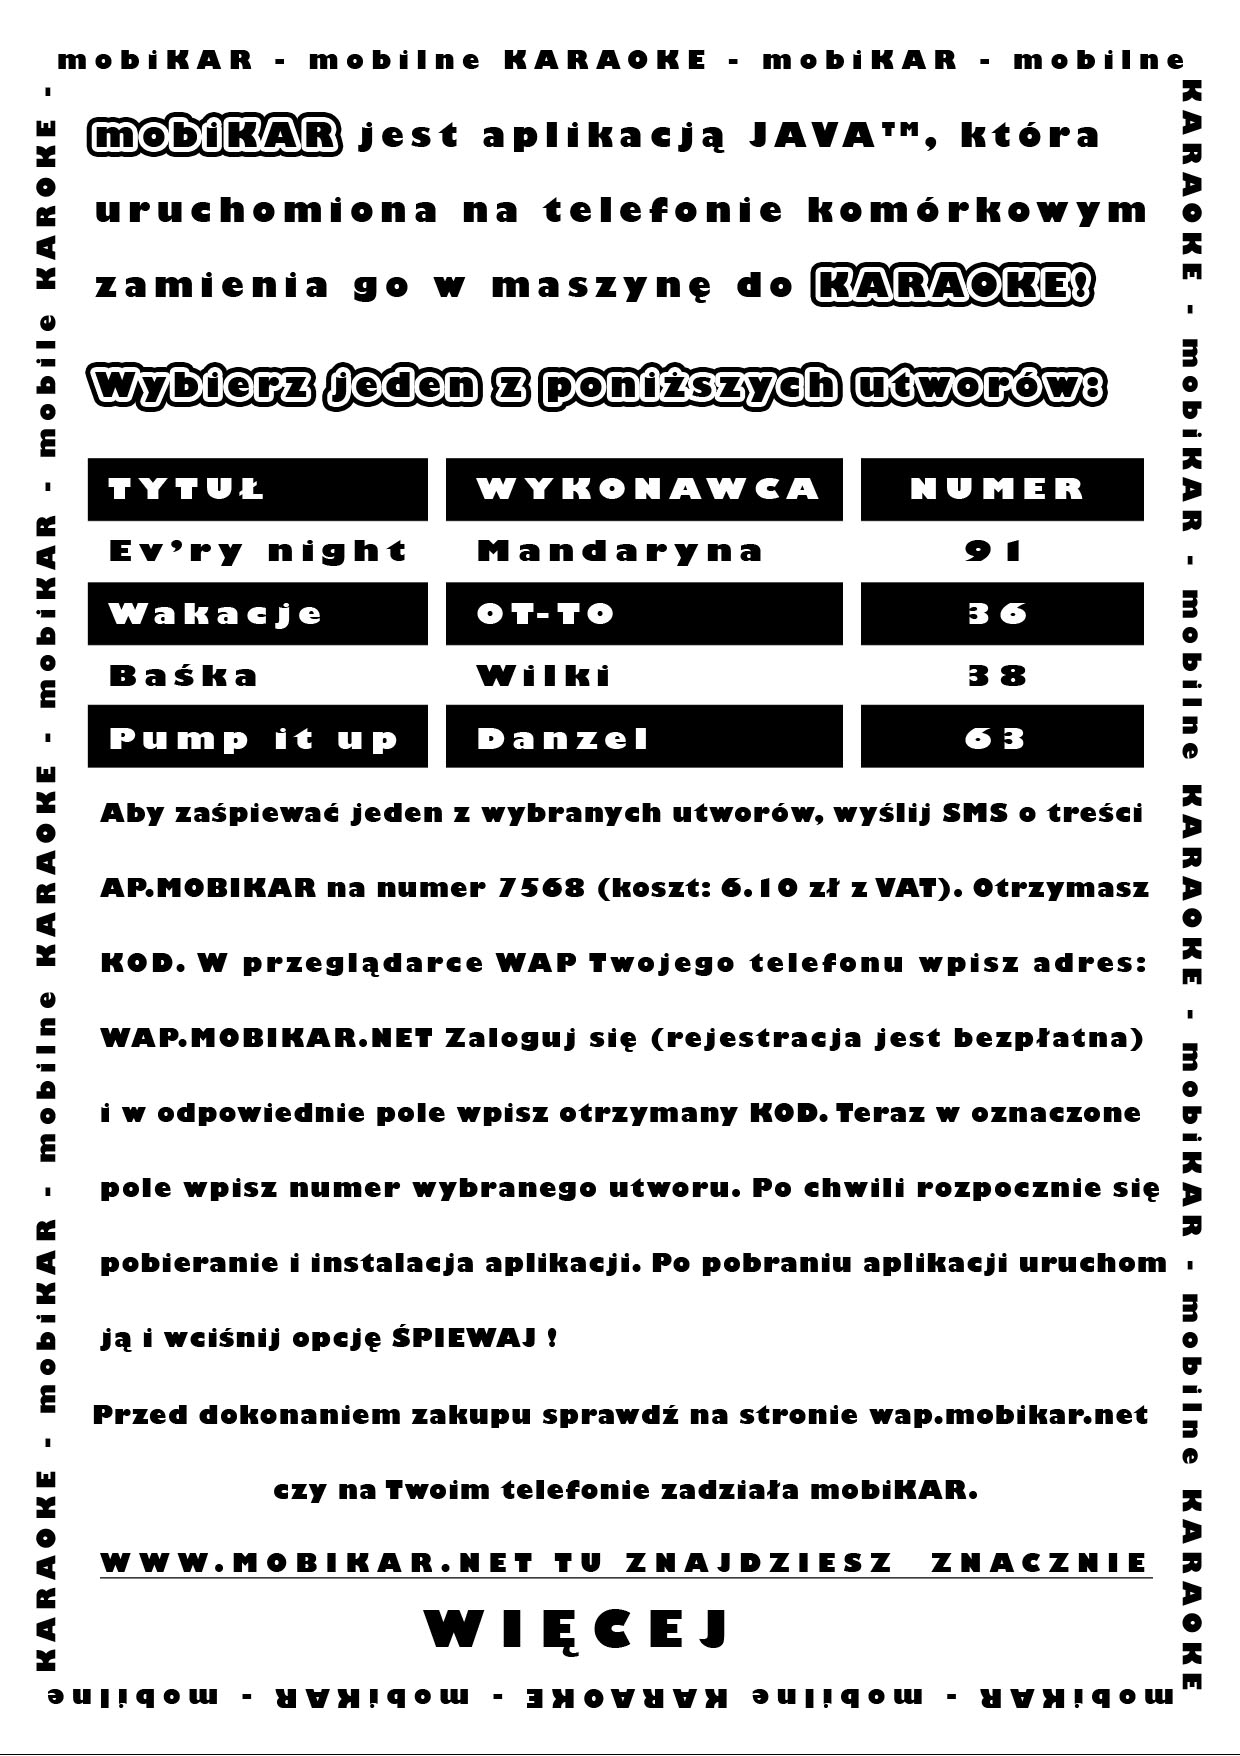 mobiKAR - mobilne KARAOKE - mobiKAR - mobilne
KARAOKE - mobiKAR - mobilne KARAOKE - mobiKAR - mobilne KARAOKE
mobiKAR - mobilne KARAOKE - mobiKAR - mobilne
KARAOKE - mobiKAR - mobilne KARAOKE - mobiKAR - mobile KAROKE -
mobiKAR jest aplikacją JAVA™, która
uruchomiona na telefonie komórkowym
zamienia go w maszynę do KARAOKE!
Wybierz jeden z poniższych utworów:
TYTUŁ WYKONAWCA NUMER
Ev’ry night Mandaryna 91
Wakacje OT-TO 36
Baśka Wilki 38
Pump it up Danzel 63
Aby zaśpiewać jeden z wybranych utworów, wyślij SMS o treści
AP.MOBIKAR na numer 7568 (koszt: 6.10 zł z VAT). Otrzymasz
KOD. W przeglądarce WAP Twojego telefonu wpisz adres:
WAP.MOBIKAR.NET Zaloguj się (rejestracja jest bezpłatna)
i w odpowiednie pole wpisz otrzymany KOD. Teraz w oznaczone
pole wpisz numer wybranego utworu. Po chwili rozpocznie się
pobieranie i instalacja aplikacji. Po pobraniu aplikacji uruchom
ją i wciśnij opcję ŚPIEWAJ !
Przed dokonaniem zakupu sprawdź na stronie wap.mobikar.net
czy na Twoim telefonie zadziała mobiKAR.
WWW.MOBIKAR.NET TU ZNAJDZIESZ ZNACZNIE
WIĘCEJ